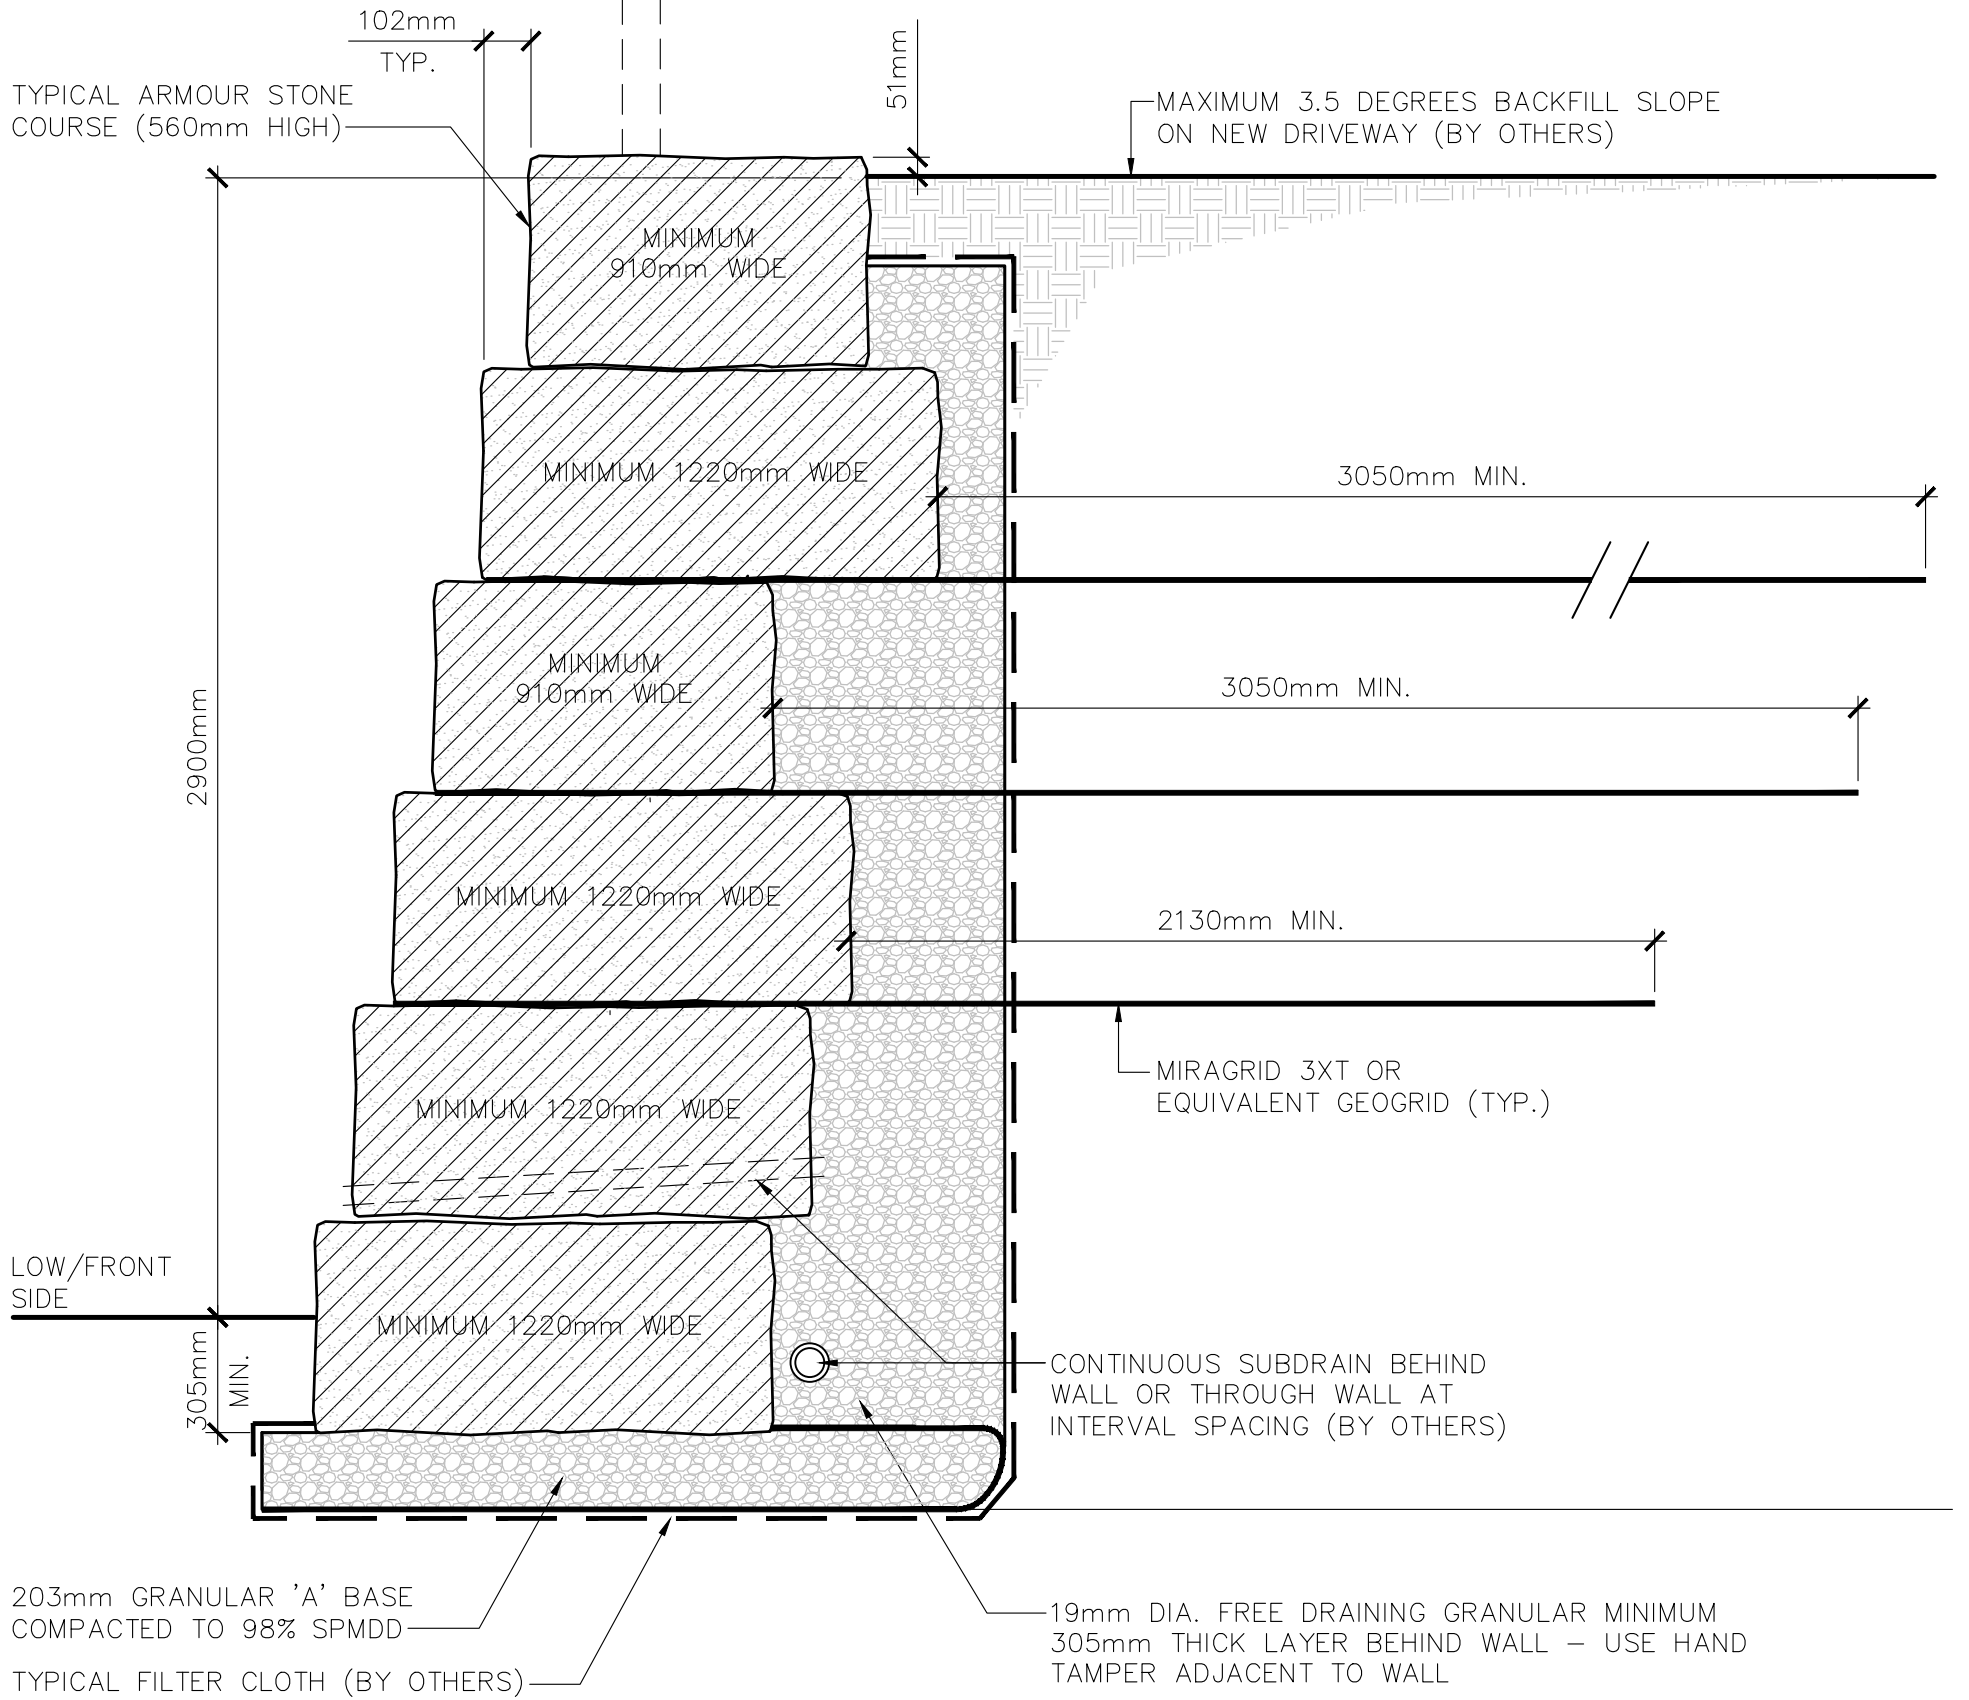 102mm
TYP.
51mm
TYPICAL ARMOUR STONE
COURSE (560mm HIGH)
MAXIMUM 3.5 DEGREES BACKFILL SLOPE
ON NEW DRIVEWAY (BY OTHERS)
MINIMUM
910mm WIDE
MINIMUM 1220mm WIDE
3050mm MIN.
MINIMUM
910mm WIDE
3050mm MIN.
2900mm
MINIMUM 1220mm WIDE
2130mm MIN.
MIRAGRID 3XT OR
EQUIVALENT GEOGRID (TYP.)
MINIMUM 1220mm WIDE
LOW/FRONT
SIDE
MINIMUM 1220mm WIDE
305mm
MIN.
CONTINUOUS SUBDRAIN BEHIND
WALL OR THROUGH WALL AT
INTERVAL SPACING (BY OTHERS)
203mm GRANULAR 'A' BASE
COMPACTED TO 98% SPMDD
TYPICAL FILTER CLOTH (BY OTHERS)
19mm DIA. FREE DRAINING GRANULAR MINIMUM
305mm THICK LAYER BEHIND WALL – USE HAND
TAMPER ADJACENT TO WALL